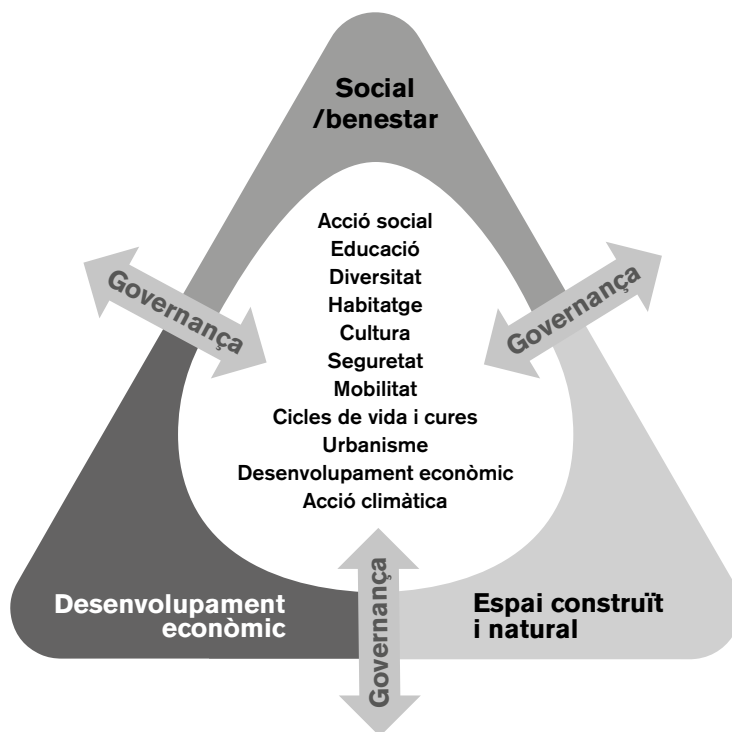 Social
/benestar
Acció social
Educació
Diversitat
Habitatge
Cultura
Seguretat
Mobilitat
Cicles de vida i cures
Urbanisme
Desenvolupament econòmic
Acció climàtica
Governança
Governança
Governança
Desenvolupament
econòmic
Espai construït
i natural